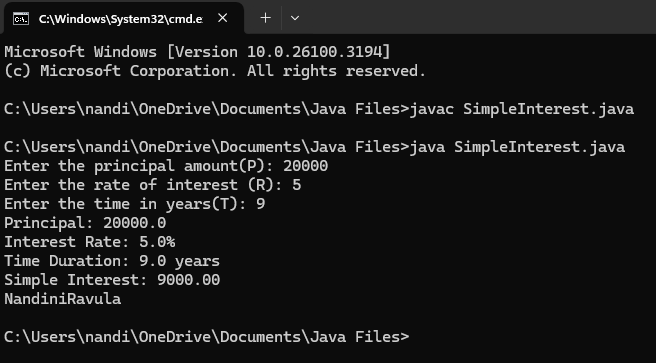 C:\Windows\System32\cmd.e:
Microsoft Windows [Version 10.0.26100.3194]
(c) Microsoft Corporation. All rights reserved.
C:\Users\nandi\OneDrive\Documents\Java Files>javac SimpleInterest.java
C:\Users\nandi\OneDrive\Documents\Java Files>java SimpleInterest.java
Enter the principal amount(P): 20000
Enter the rate of interest (R): 5
Enter the time in years(T): 9
Principal: 20000.0
Interest Rate: 5.0%
Time Duration: 9.0 years
Simple Interest: 9000.00
NandiniRavula
C:\Users\nandi\OneDrive\Documents\Java Files>